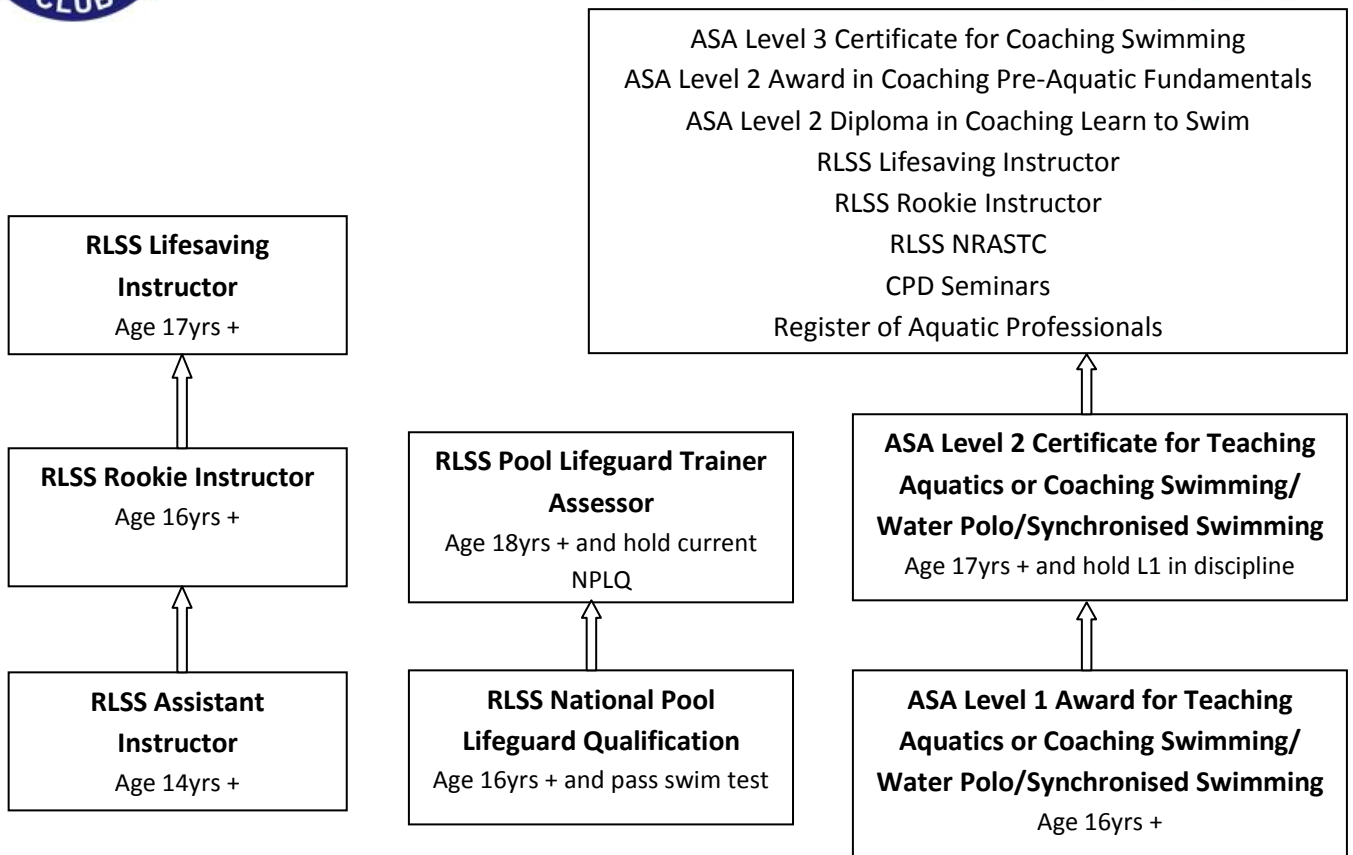 CLUB
ASA Level 3 Certificate for Coaching Swimming
ASA Level 2 Award in Coaching Pre-Aquatic Fundamentals
ASA Level 2 Diploma in Coaching Learn to Swim
RLSS Lifesaving Instructor
RLSS Rookie Instructor
RLSS NRASTC
CPD Seminars
Register of Aquatic Professionals
RLSS Lifesaving
Instructor
Age 17yrs +
RLSS Rookie Instructor
Age 16yrs +
RLSS Assistant
Instructor
Age 14yrs +
RLSS Pool Lifeguard Trainer
Assessor
Age 18yrs + and hold current
NPLQ
RLSS National Pool
Lifeguard Qualification
Age 16yrs + and pass swim test
ASA Level 2 Certificate for Teaching
Aquatics or Coaching Swimming/
Water Polo/Synchronised Swimming
Age 17yrs + and hold L1 in discipline
ASA Level 1 Award for Teaching
Aquatics or Coaching Swimming/
Water Polo/Synchronised Swimming
Age 16yrs +